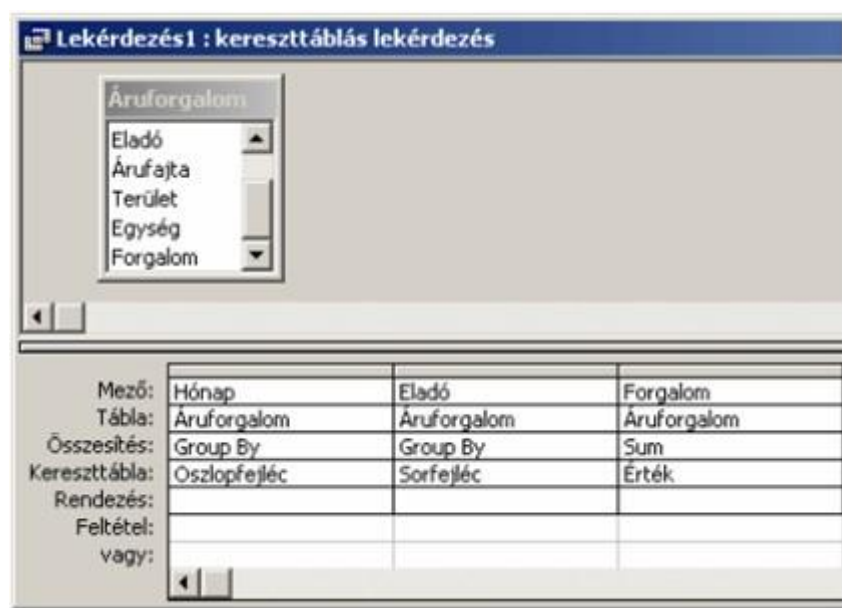 Lekérdezés1 : kereszttáblás lekérdezés
Áruforgalom
Eladó
Árufajta
Terület
Egység
Forgalom
Mező: Hónap Eladó Forgalom
Tábla: Áruforgalom Áruforgalom Áruforgalom
Összesítés: Group By Group By Sum
Kereszttábla: Oszlopfejléc Sorfejléc Érték
Rendezés:
Feltétel:
vagy: